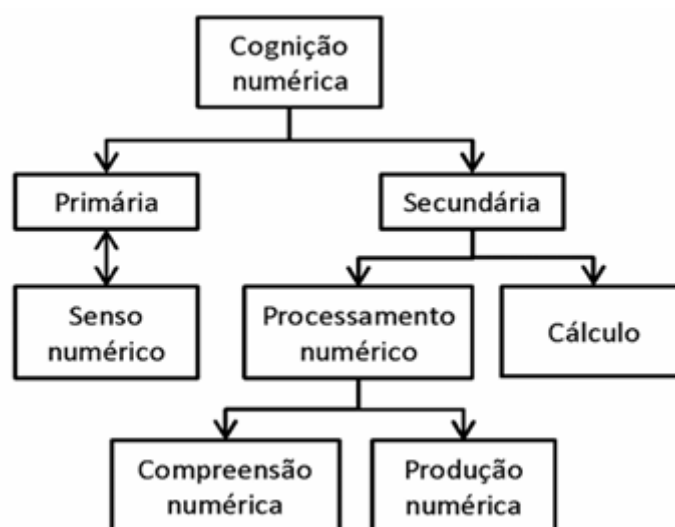 Cognição
numérica
Primária
Secundária
Senso
numérico
Processamento
numérico
Cálculo
Compreensão
numérica
Produção
numérica